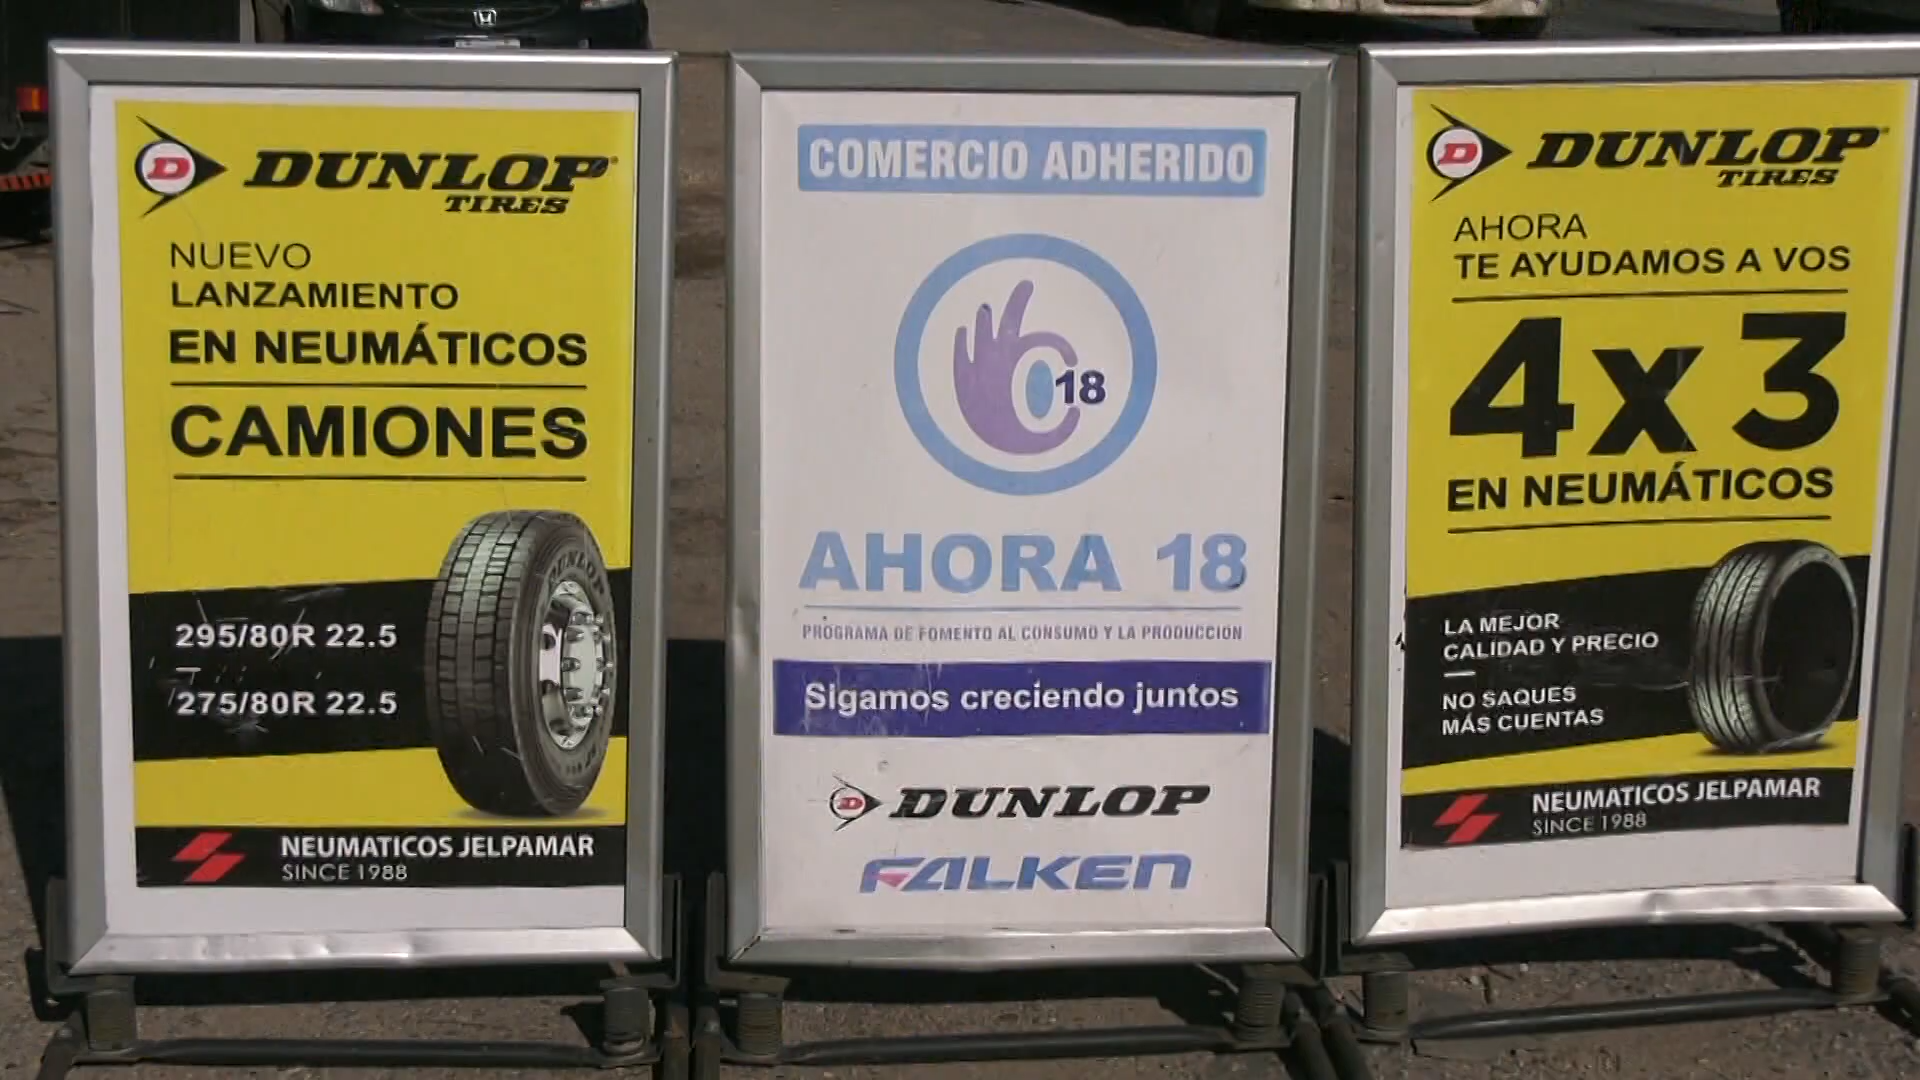 DUNLOP
TIRES
NUEVO
LANZAMIENTO
EN NEUMÁTICOS
CAMIONES
DUNLOP
295/80R 22.5
275/80R 22.5
NEUMATICOS JELPAMAR
SINCE 1988
COMERCIO ADHERIDO
18
AHORA 18
PROGRAMA DE FOMENTO AL CONSUMO Y LA PRODUCCIÓN
Sigamos creciendo juntos
D DUNLOP
FALKEN
D DUNLOP
TIRES
AHORA
TE AYUDAMOS A VOS
4x3
EN NEUMÁTICOS
LA MEJOR
CALIDAD Y PRECIO
NO SAQUES
MÁS CUENTAS
NEUMATICOS JELPAMAR
SINCE 1988